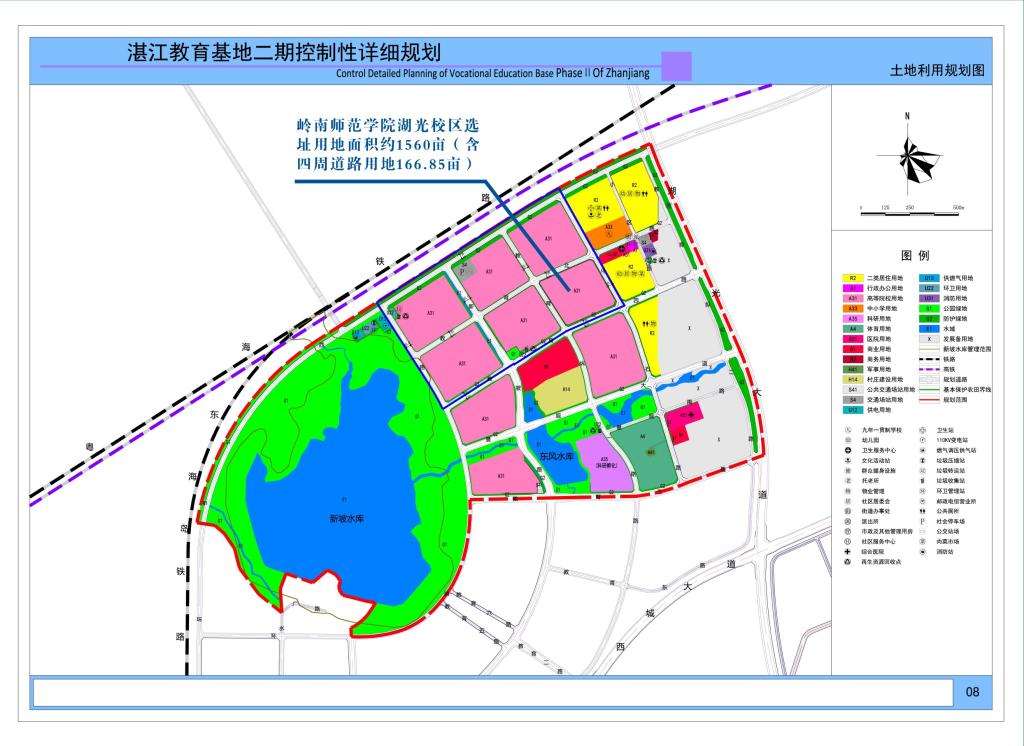 湛江教育基地二期控制性详细规划
Control Detailed Planning of Vocational Education Base Phase II Of Zhanjiang
土地利用规划图
岭南师范学院湖光校区选
址用地面积约1560亩（含
四周道路用地166.85亩）
N
0 125 250 500m
图 例
R2 二类居住用地
A1 行政办公用地
A31 高等院校用地
A33 中小学用地
A35 科研用地
A4 体育用地
A51 医院用地
B1 商业用地
B2 商务用地
H41 军事用地
H14 村庄建设用地
S41 公共交通场站用地
S4 交通场站用地
U12 供电用地
U13 供燃气用地
U22 环卫用地
U31 消防用地
G1 公园绿地
G2 防护绿地
E1 水域
X 发展备用地
新坡水库管理范围
铁路
高铁
规划道路
基本保护农田界线
规划范围
九年一贯制学校
幼儿园
卫生服务中心
文化活动站
群众健身设施
托老所
物业管理
社区居委会
街道办事处
派出所
市政及其他管理用房
社区服务中心
综合医院
再生资源回收点
卫生站
110KV变电站
燃气调压供气站
垃圾压缩站
垃圾转运站
垃圾收集站
环卫管理站
邮政电信营业所
公共厕所
P 社会停车场
公交站场
肉菜市场
消防站
粤
海
铁
路
东
海
岛
铁
路
湖
光
大
道
西
城
大
道
新坡水库
东风水库
A35
(科研孵化)
A31
A31
A31
A31
A31
A31
A31
A31
A31
A31
R2
R2
R2
R2
A33
H14
A4
H41
A51
B1
X
X
X
E1
G1
G1
08